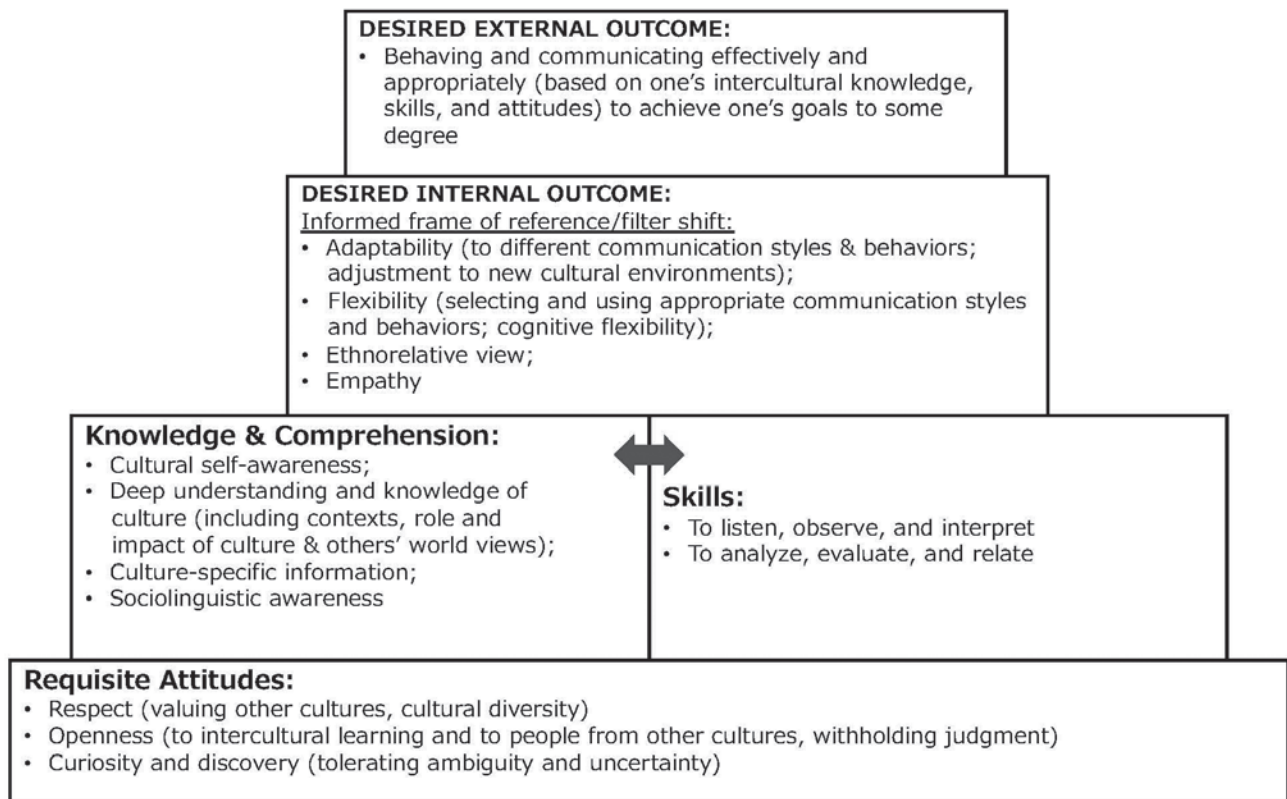 DESIRED EXTERNAL OUTCOME:
• Behaving and communicating effectively and
appropriately (based on one’s intercultural knowledge,
skills, and attitudes) to achieve one’s goals to some
degree
DESIRED INTERNAL OUTCOME:
Informed frame of reference/filter shift:
• Adaptability (to different communication styles & behaviors;
adjustment to new cultural environments);
• Flexibility (selecting and using appropriate communication styles
and behaviors; cognitive flexibility);
• Ethnorelative view;
• Empathy
Knowledge & Comprehension:
• Cultural self-awareness;
• Deep understanding and knowledge of
culture (including contexts, role and
impact of culture & others’ world views);
• Culture-specific information;
• Sociolinguistic awareness
Skills:
• To listen, observe, and interpret
• To analyze, evaluate, and relate
Requisite Attitudes:
• Respect (valuing other cultures, cultural diversity)
• Openness (to intercultural learning and to people from other cultures, withholding judgment)
• Curiosity and discovery (tolerating ambiguity and uncertainty)